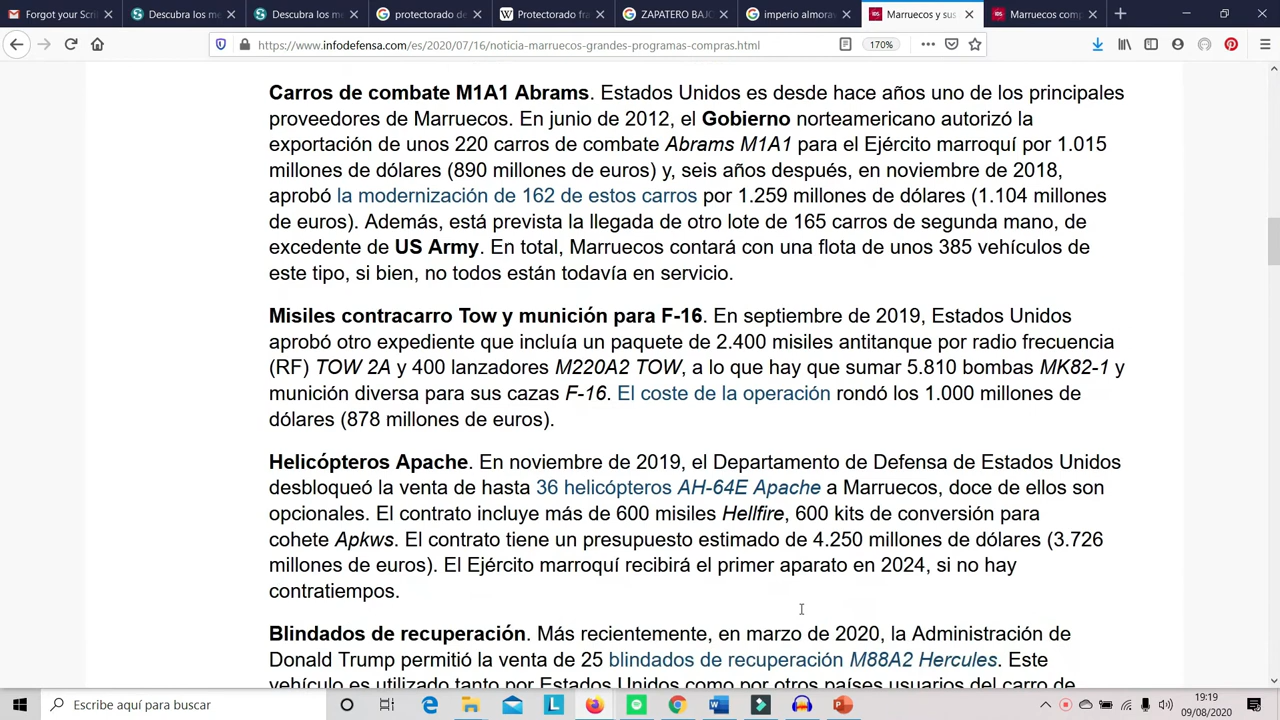 Forgot your Scri
Descubra los me
Descubra los me
protectorado de
Protectorado fra
ZAPATERO BAJO
imperio almoras
Marruecos y sus
Marruecos comp
https://www.infodefensa.com/es/2020/07/16/noticia-marruecos-grandes-programas-compras.html
170%
Carros de combate M1A1 Abrams. Estados Unidos es desde hace años uno de los principales
proveedores de Marruecos. En junio de 2012, el Gobierno norteamericano autorizó la
exportación de unos 220 carros de combate Abrams M1A1 para el Ejército marroquí por 1.015
millones de dólares (890 millones de euros) y, seis años después, en noviembre de 2018,
aprobó la modernización de 162 de estos carros por 1.259 millones de dólares (1.104 millones
de euros). Además, está prevista la llegada de otro lote de 165 carros de segunda mano, de
excedente de US Army. En total, Marruecos contará con una flota de unos 385 vehículos de
este tipo, si bien, no todos están todavía en servicio.
Misiles contracarro Tow y munición para F-16. En septiembre de 2019, Estados Unidos
aprobó otro expediente que incluía un paquete de 2.400 misiles antitanque por radio frecuencia
(RF) TOW 2A y 400 lanzadores M220A2 TOW, a lo que hay que sumar 5.810 bombas MK82-1 y
munición diversa para sus cazas F-16. El coste de la operación rondó los 1.000 millones de
dólares (878 millones de euros).
Helicópteros Apache. En noviembre de 2019, el Departamento de Defensa de Estados Unidos
desbloqueó la venta de hasta 36 helicópteros AH-64E Apache a Marruecos, doce de ellos son
opcionales. El contrato incluye más de 600 misiles Hellfire, 600 kits de conversión para
cohete Apkws. El contrato tiene un presupuesto estimado de 4.250 millones de dólares (3.726
millones de euros). El Ejército marroquí recibirá el primer aparato en 2024, si no hay
contratiempos.
Blindados de recuperación. Más recientemente, en marzo de 2020, la Administración de
Donald Trump permitió la venta de 25 blindados de recuperación M88A2 Hercules. Este
vehículo es utilizado tanto por Estados Unidos como por otros países usuarios del carro de
Escribe aquí para buscar
19:19
09/08/2020